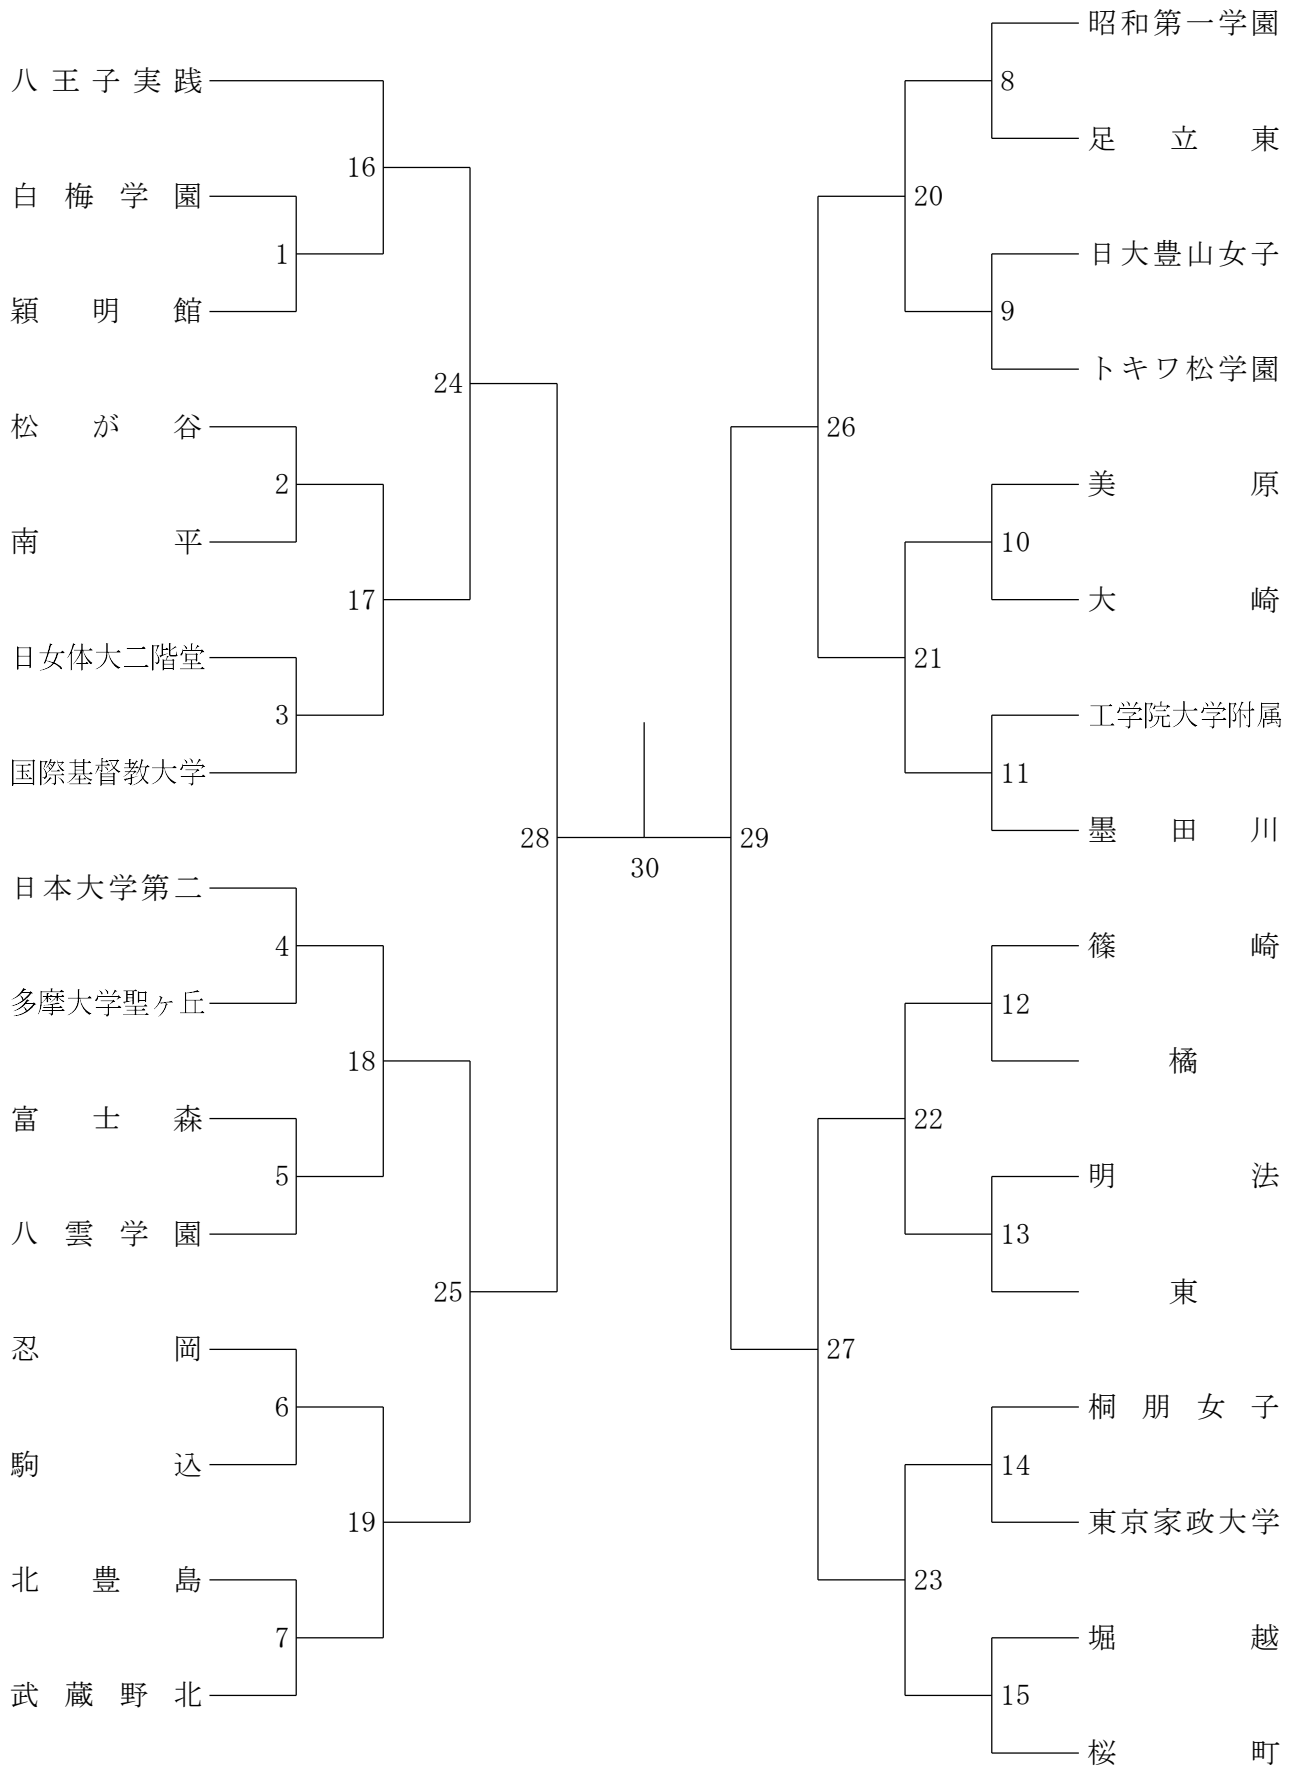 八王子実践
16
白梅学園
1
穎明館
24
松が谷
2
南平
17
日女体大二階堂
3
国際基督教大学
28
日本大学第二
4
多摩大学聖ヶ丘
18
富士森
5
八雲学園
25
忍岡
6
駒込
19
北豊島
7
武蔵野北
30
昭和第一学園
8
足立東
20
日大豊山女子
9
トキワ松学園
26
美原
10
大崎
21
工学院大学附属
11
墨田川
29
篠崎
12
橘
22
明法
13
東
27
桐朋女子
14
東京家政大学
23
堀越
15
桜町